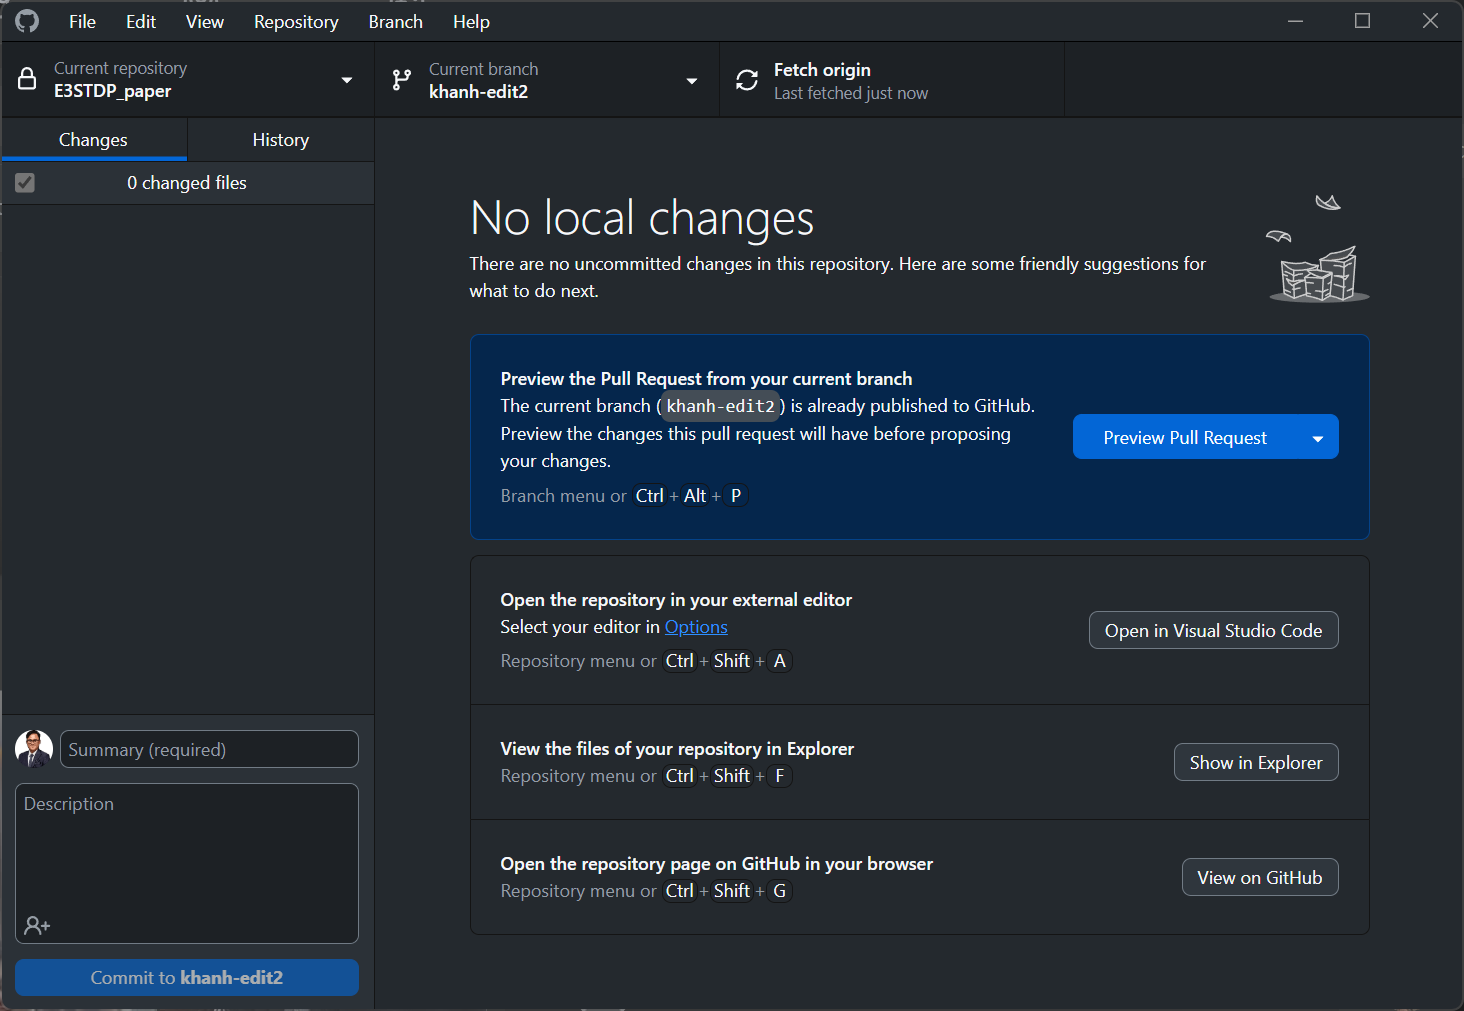 File Edit View Repository Branch Help
Current repository
E3STDP_paper
Current branch
khanh-edit2
Fetch origin
Last fetched just now
Changes History
0 changed files
No local changes
There are no uncommitted changes in this repository. Here are some friendly suggestions for
what to do next.
Preview the Pull Request from your current branch
The current branch (khanh-edit2) is already published to GitHub.
Preview the changes this pull request will have before proposing
your changes.
Branch menu or Ctrl + Alt + P
Preview Pull Request
Open the repository in your external editor
Select your editor in Options
Repository menu or Ctrl + Shift + A
Open in Visual Studio Code
View the files of your repository in Explorer
Repository menu or Ctrl + Shift + F
Show in Explorer
Open the repository page on GitHub in your browser
Repository menu or Ctrl + Shift + G
View on GitHub
Summary (required)
Description
Commit to khanh-edit2